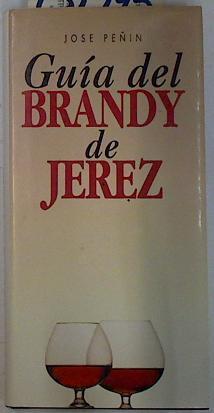 JOSE PEÑIN
Guía del
BRANDY
de
JEREZ